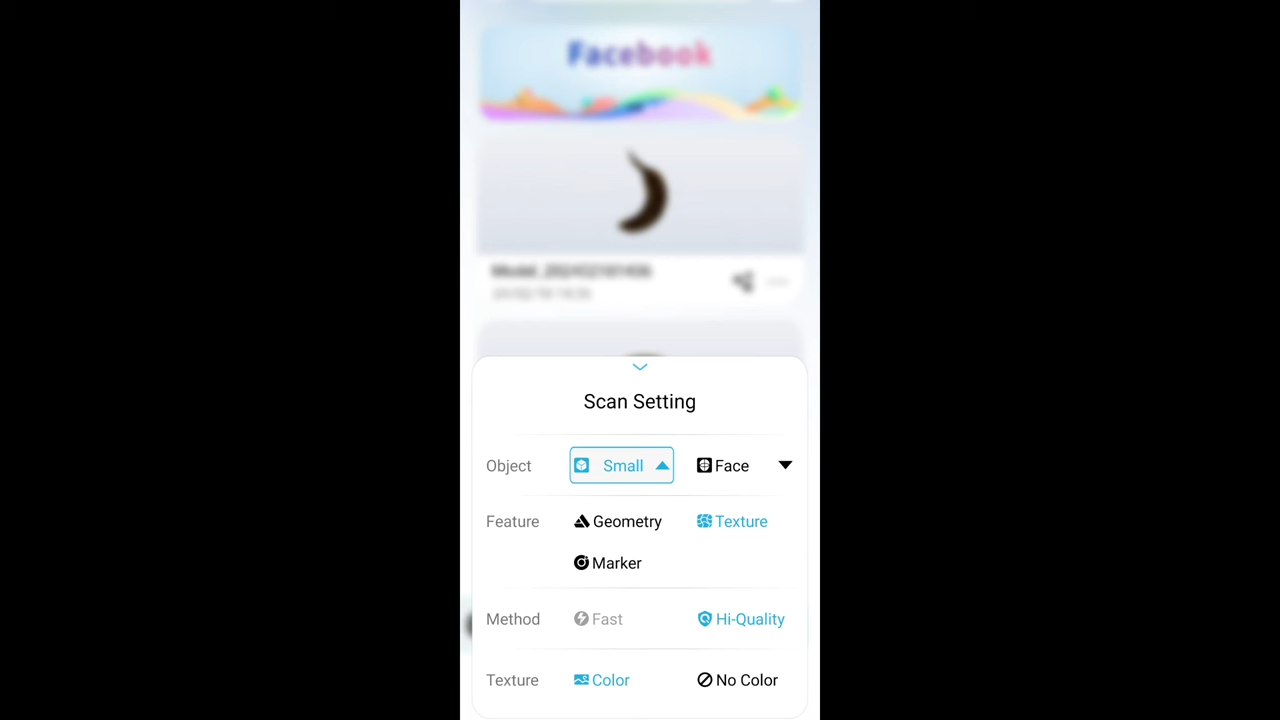 Facebook
Scan Setting
Object Small Face
Feature Geometry Texture
Marker
Method Fast Hi-Quality
Texture Color No Color